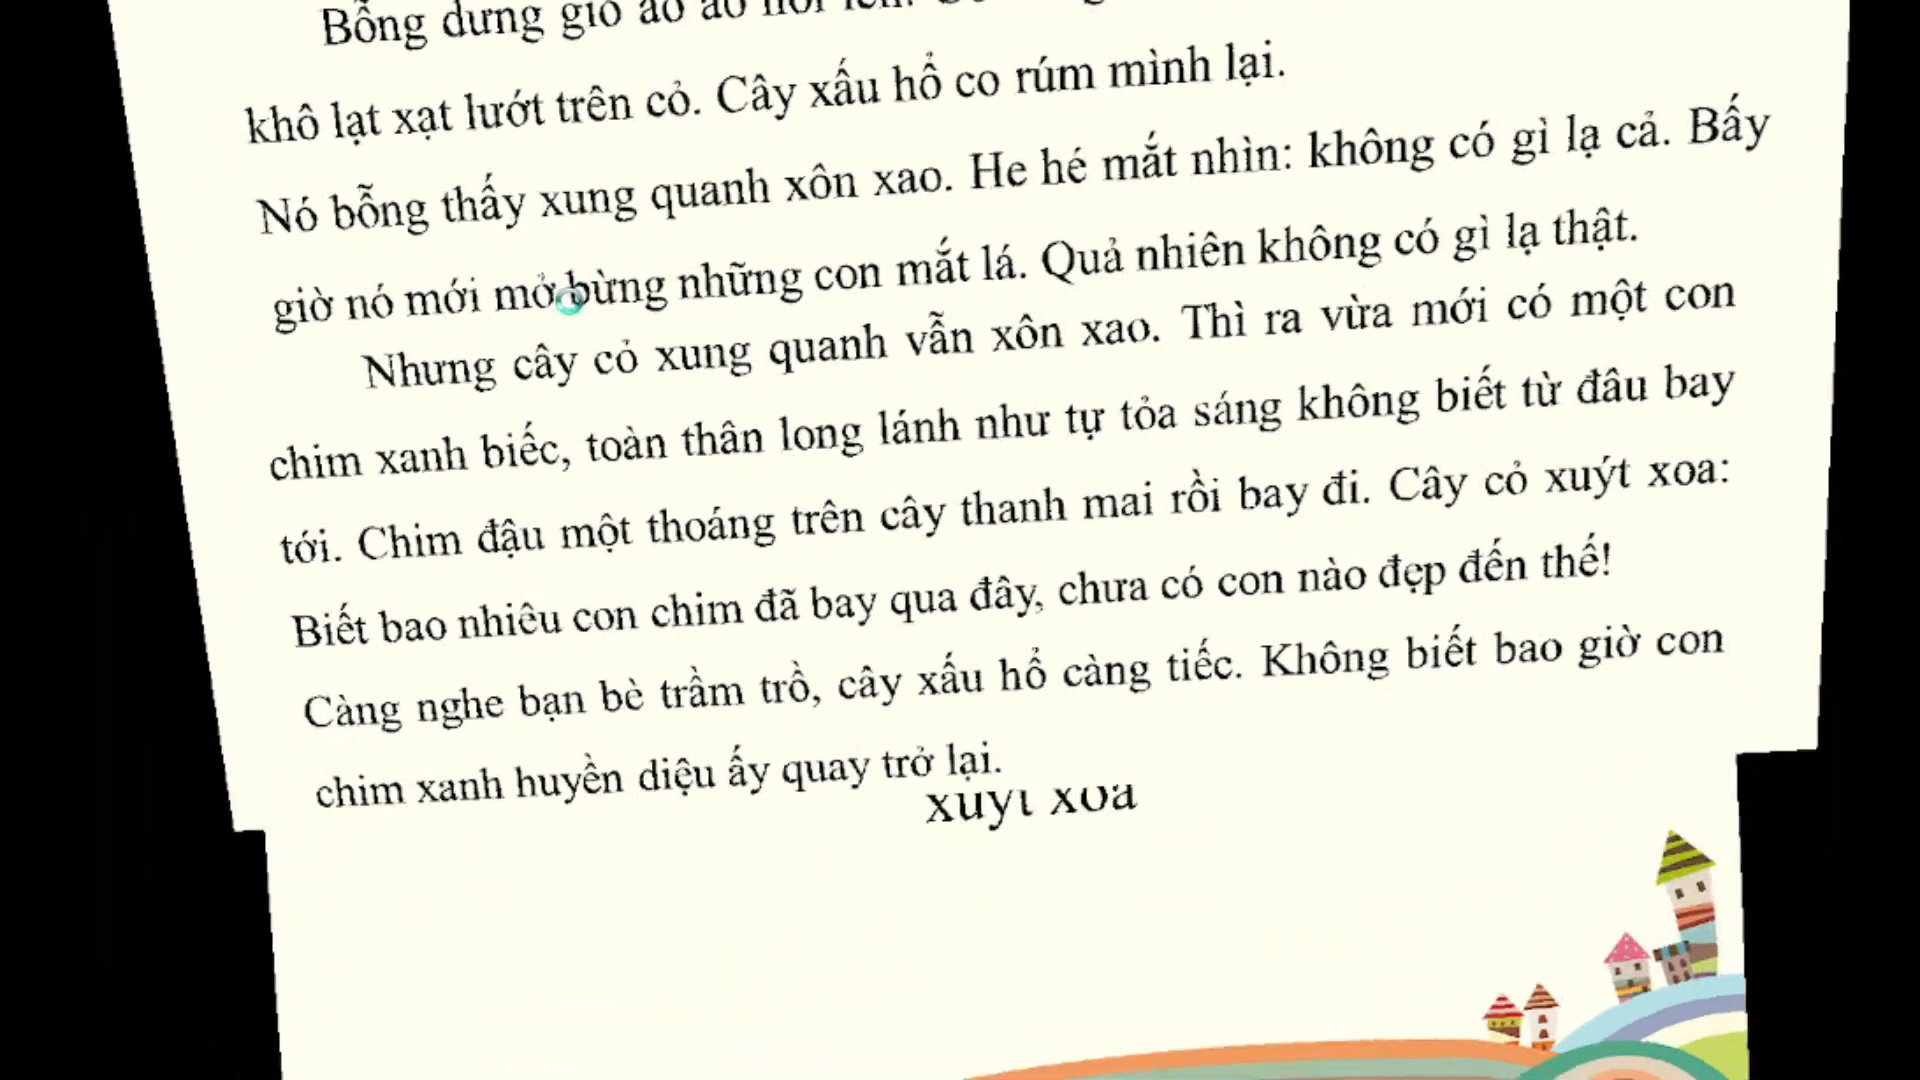 Bỗng dưng gió ào ào
khô lạt xạt lướt trên cỏ. Cây xấu hổ co rúm mình lại.
Nó bỗng thấy xung quanh xôn xao. He hé mắt nhìn: không có gì lạ cả. Bấy
giờ nó mới mở bừng những con mắt lá. Quả nhiên không có gì lạ thật.
Nhưng cây cỏ xung quanh vẫn xôn xao. Thì ra vừa mới có một con
chim xanh biếc, toàn thân long lánh như tự tỏa sáng không biết từ đâu bay
tới. Chim đậu một thoáng trên cây thanh mai rồi bay đi. Cây cỏ xuýt xoa:
Biết bao nhiêu con chim đã bay qua đây, chưa có con nào đẹp đến thế!
Càng nghe bạn bè trầm trồ, cây xấu hổ càng tiếc. Không biết bao giờ con
chim xanh huyền diệu ấy quay trở lại.
xuýt xoa